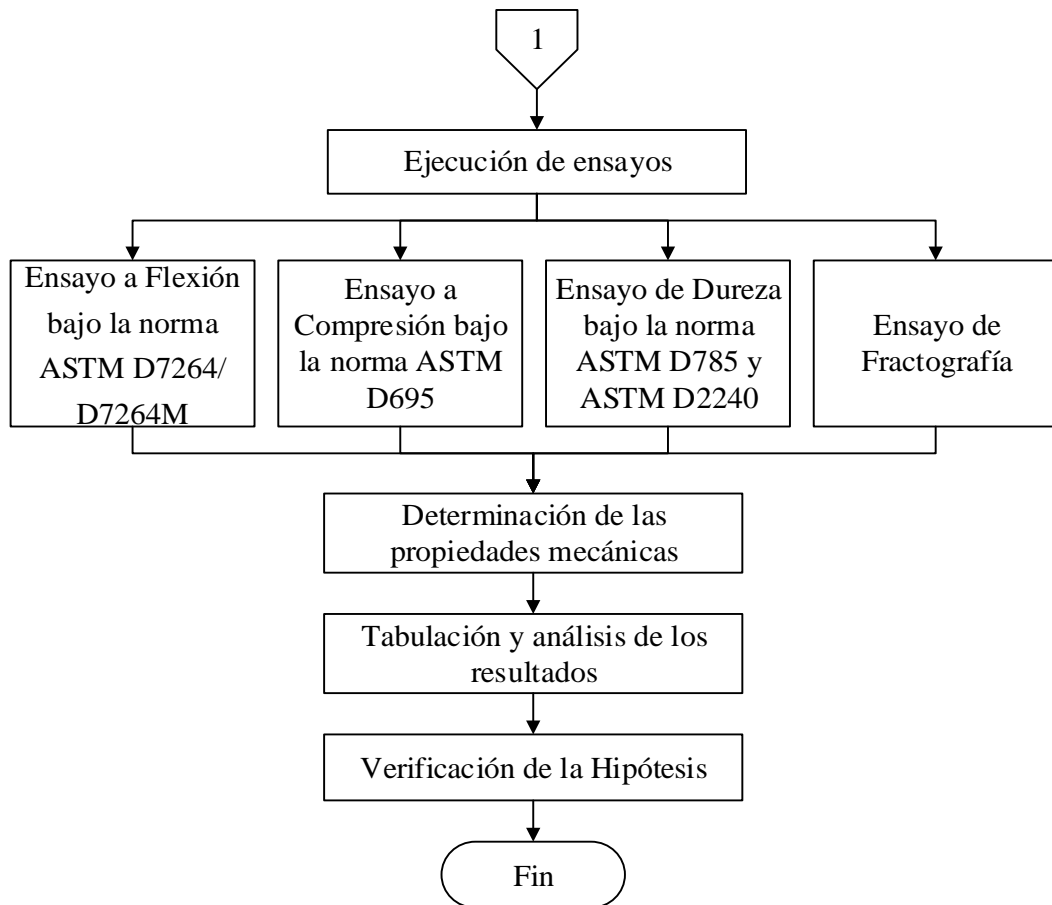 1
Ejecución de ensayos
Ensayo a Flexión
bajo la norma
ASTM D7264/
D7264M
Ensayo a
Compresión bajo
la norma ASTM
D695
Ensayo de Dureza
bajo la norma
ASTM D785 y
ASTM D2240
Ensayo de
Fractografía
Determinación de las
propiedades mecánicas
Tabulación y análisis de los
resultados
Verificación de la Hipótesis
Fin